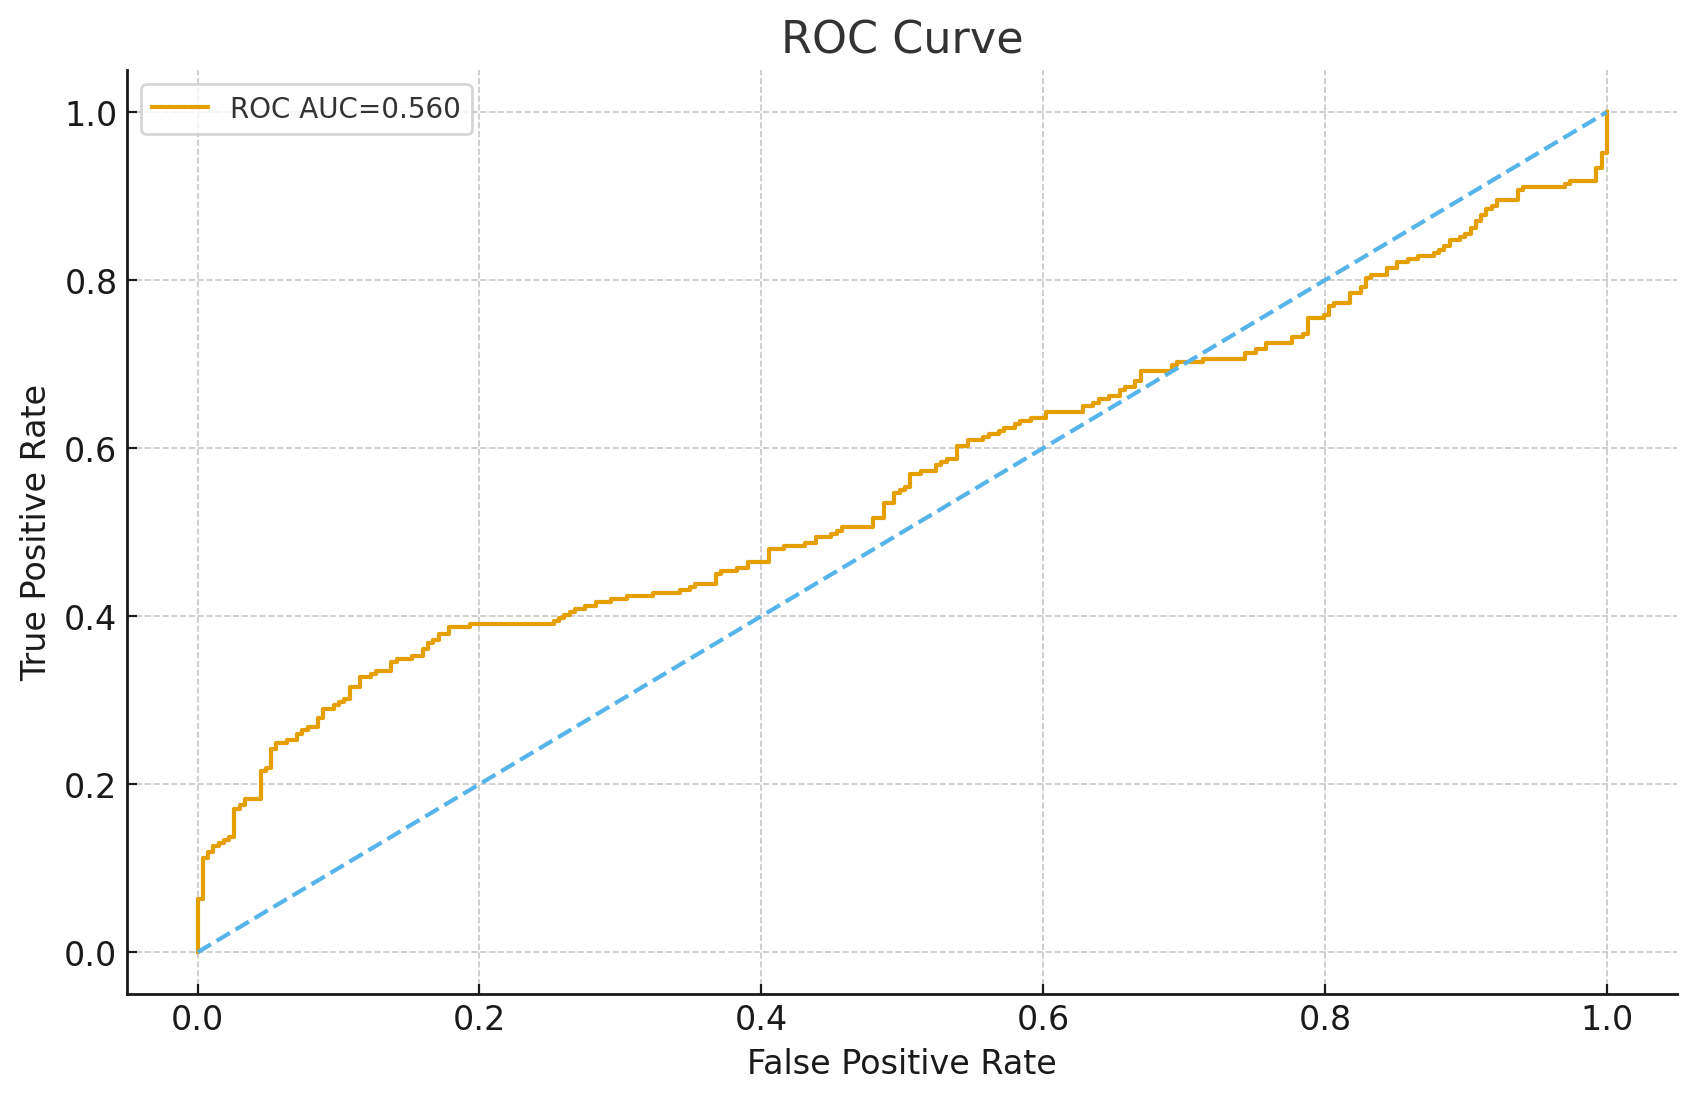 ROC Curve
ROC AUC=0.560
1.0
0.8
0.6
0.4
0.2
0.0
True Positive Rate
0.0 0.2 0.4 0.6 0.8 1.0
False Positive Rate